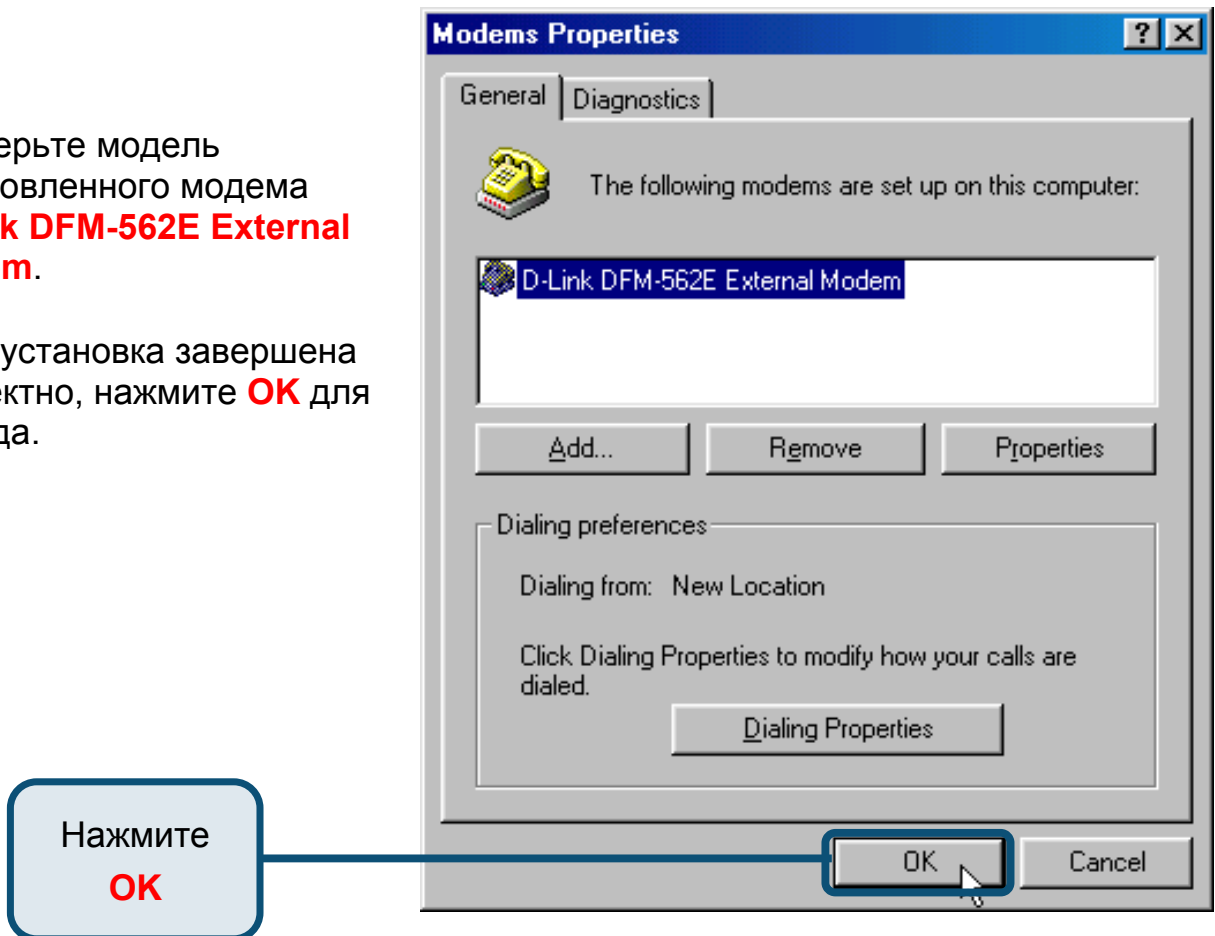 ерьте модель
овленного модема
k DFM-562E External
m.
установка завершена
ектно, нажмите OK для
да.
Modems Properties
General
Diagnostics
The following modems are set up on this computer:
D-Link DFM-562E External Modem
Add...
Remove
Properties
Dialing preferences
Dialing from: New Location
Click Dialing Properties to modify how your calls are
dialed.
Dialing Properties
OK
Cancel
Нажмите
OK